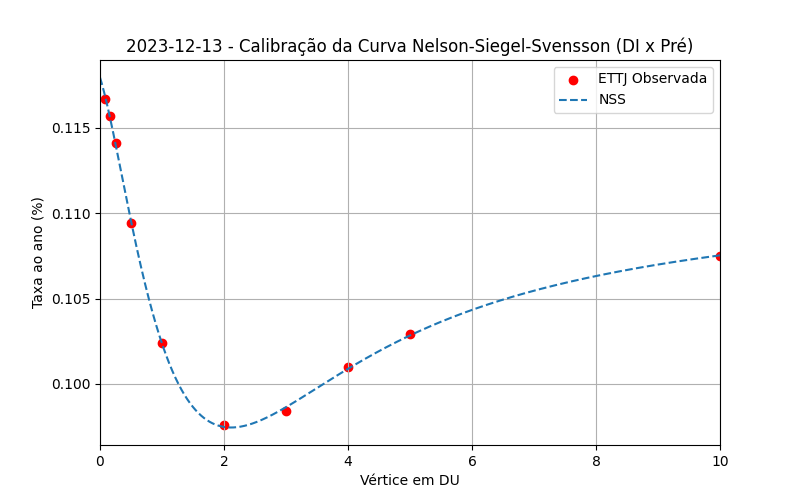 2023-12-13 - Calibração da Curva Nelson-Siegel-Svensson (DI x Pré)
ETTJ Observada
NSS
Taxa ao ano (%)
0.115
0.110
0.105
0.100
0 2 4 6 8 10
Vértice em DU